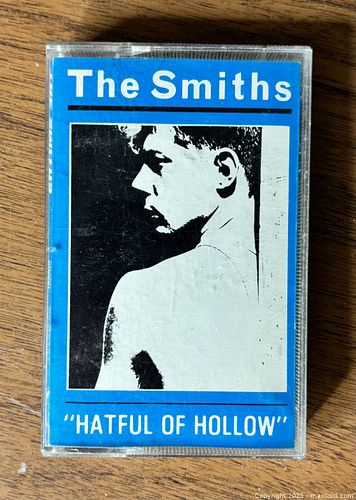 The Smiths
"HATFUL OF HOLLOW"
Copyright 2025 - maxsold.com